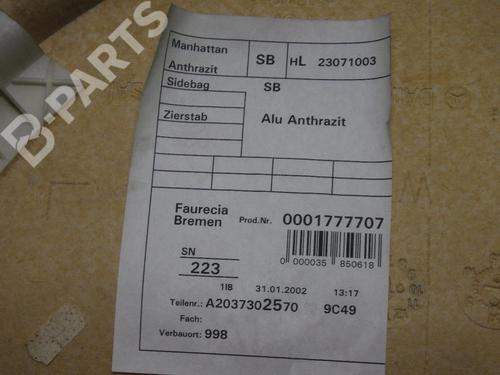 B-PARTS
Manhattan
Anthrazit
SB
HL 23071003
Sidebag
SB
Zierstab
Alu Anthrazit
Faurecia
Bremen
Prod.Nr. 0001777707
0 000035 850618
SN
223
1IB 31.01.2002 13:17
Teilenr.: A2037302570 9C49
Fach:
Verbauort: 998